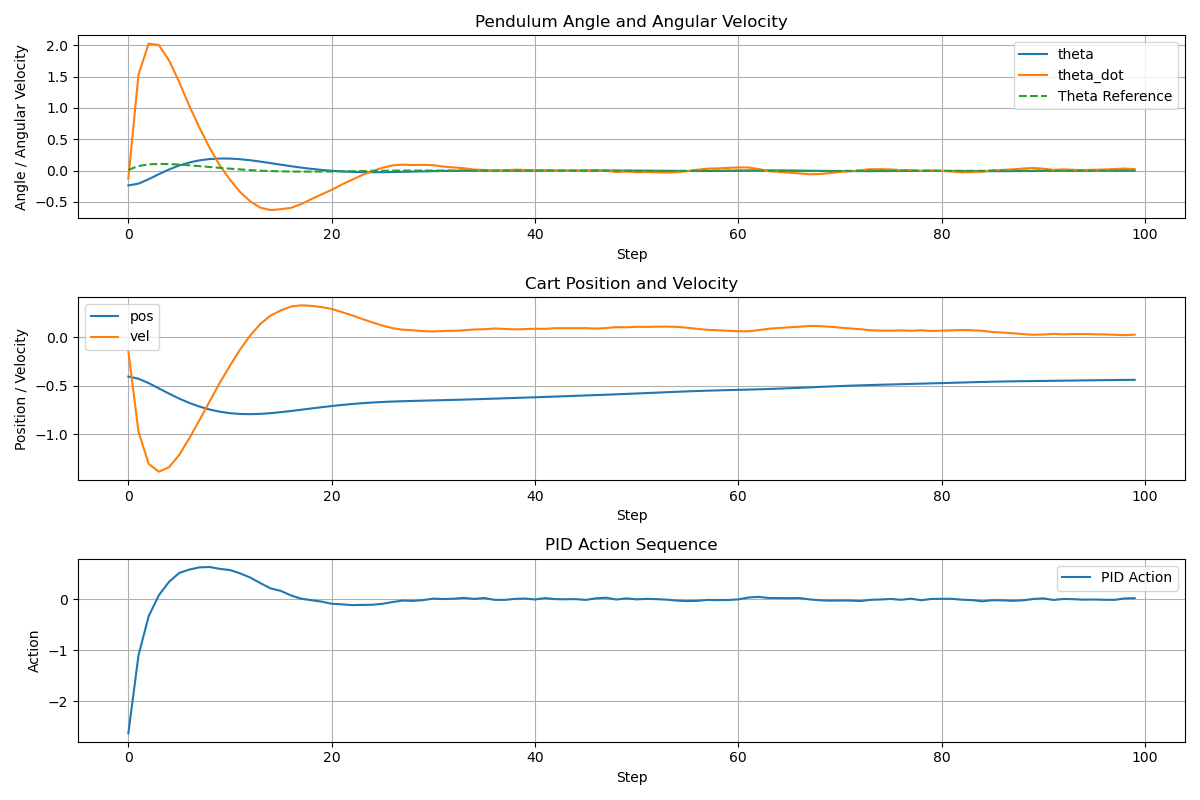 Pendulum Angle and Angular Velocity
Angle / Angular Velocity
2.0
1.5
1.0
0.5
0.0
−0.5
theta
theta_dot
Theta Reference
0 20 40 60 80 100
Step
Cart Position and Velocity
Position / Velocity
0.0
−0.5
−1.0
pos
vel
0 20 40 60 80 100
Step
PID Action Sequence
Action
0
−1
−2
PID Action
0 20 40 60 80 100
Step